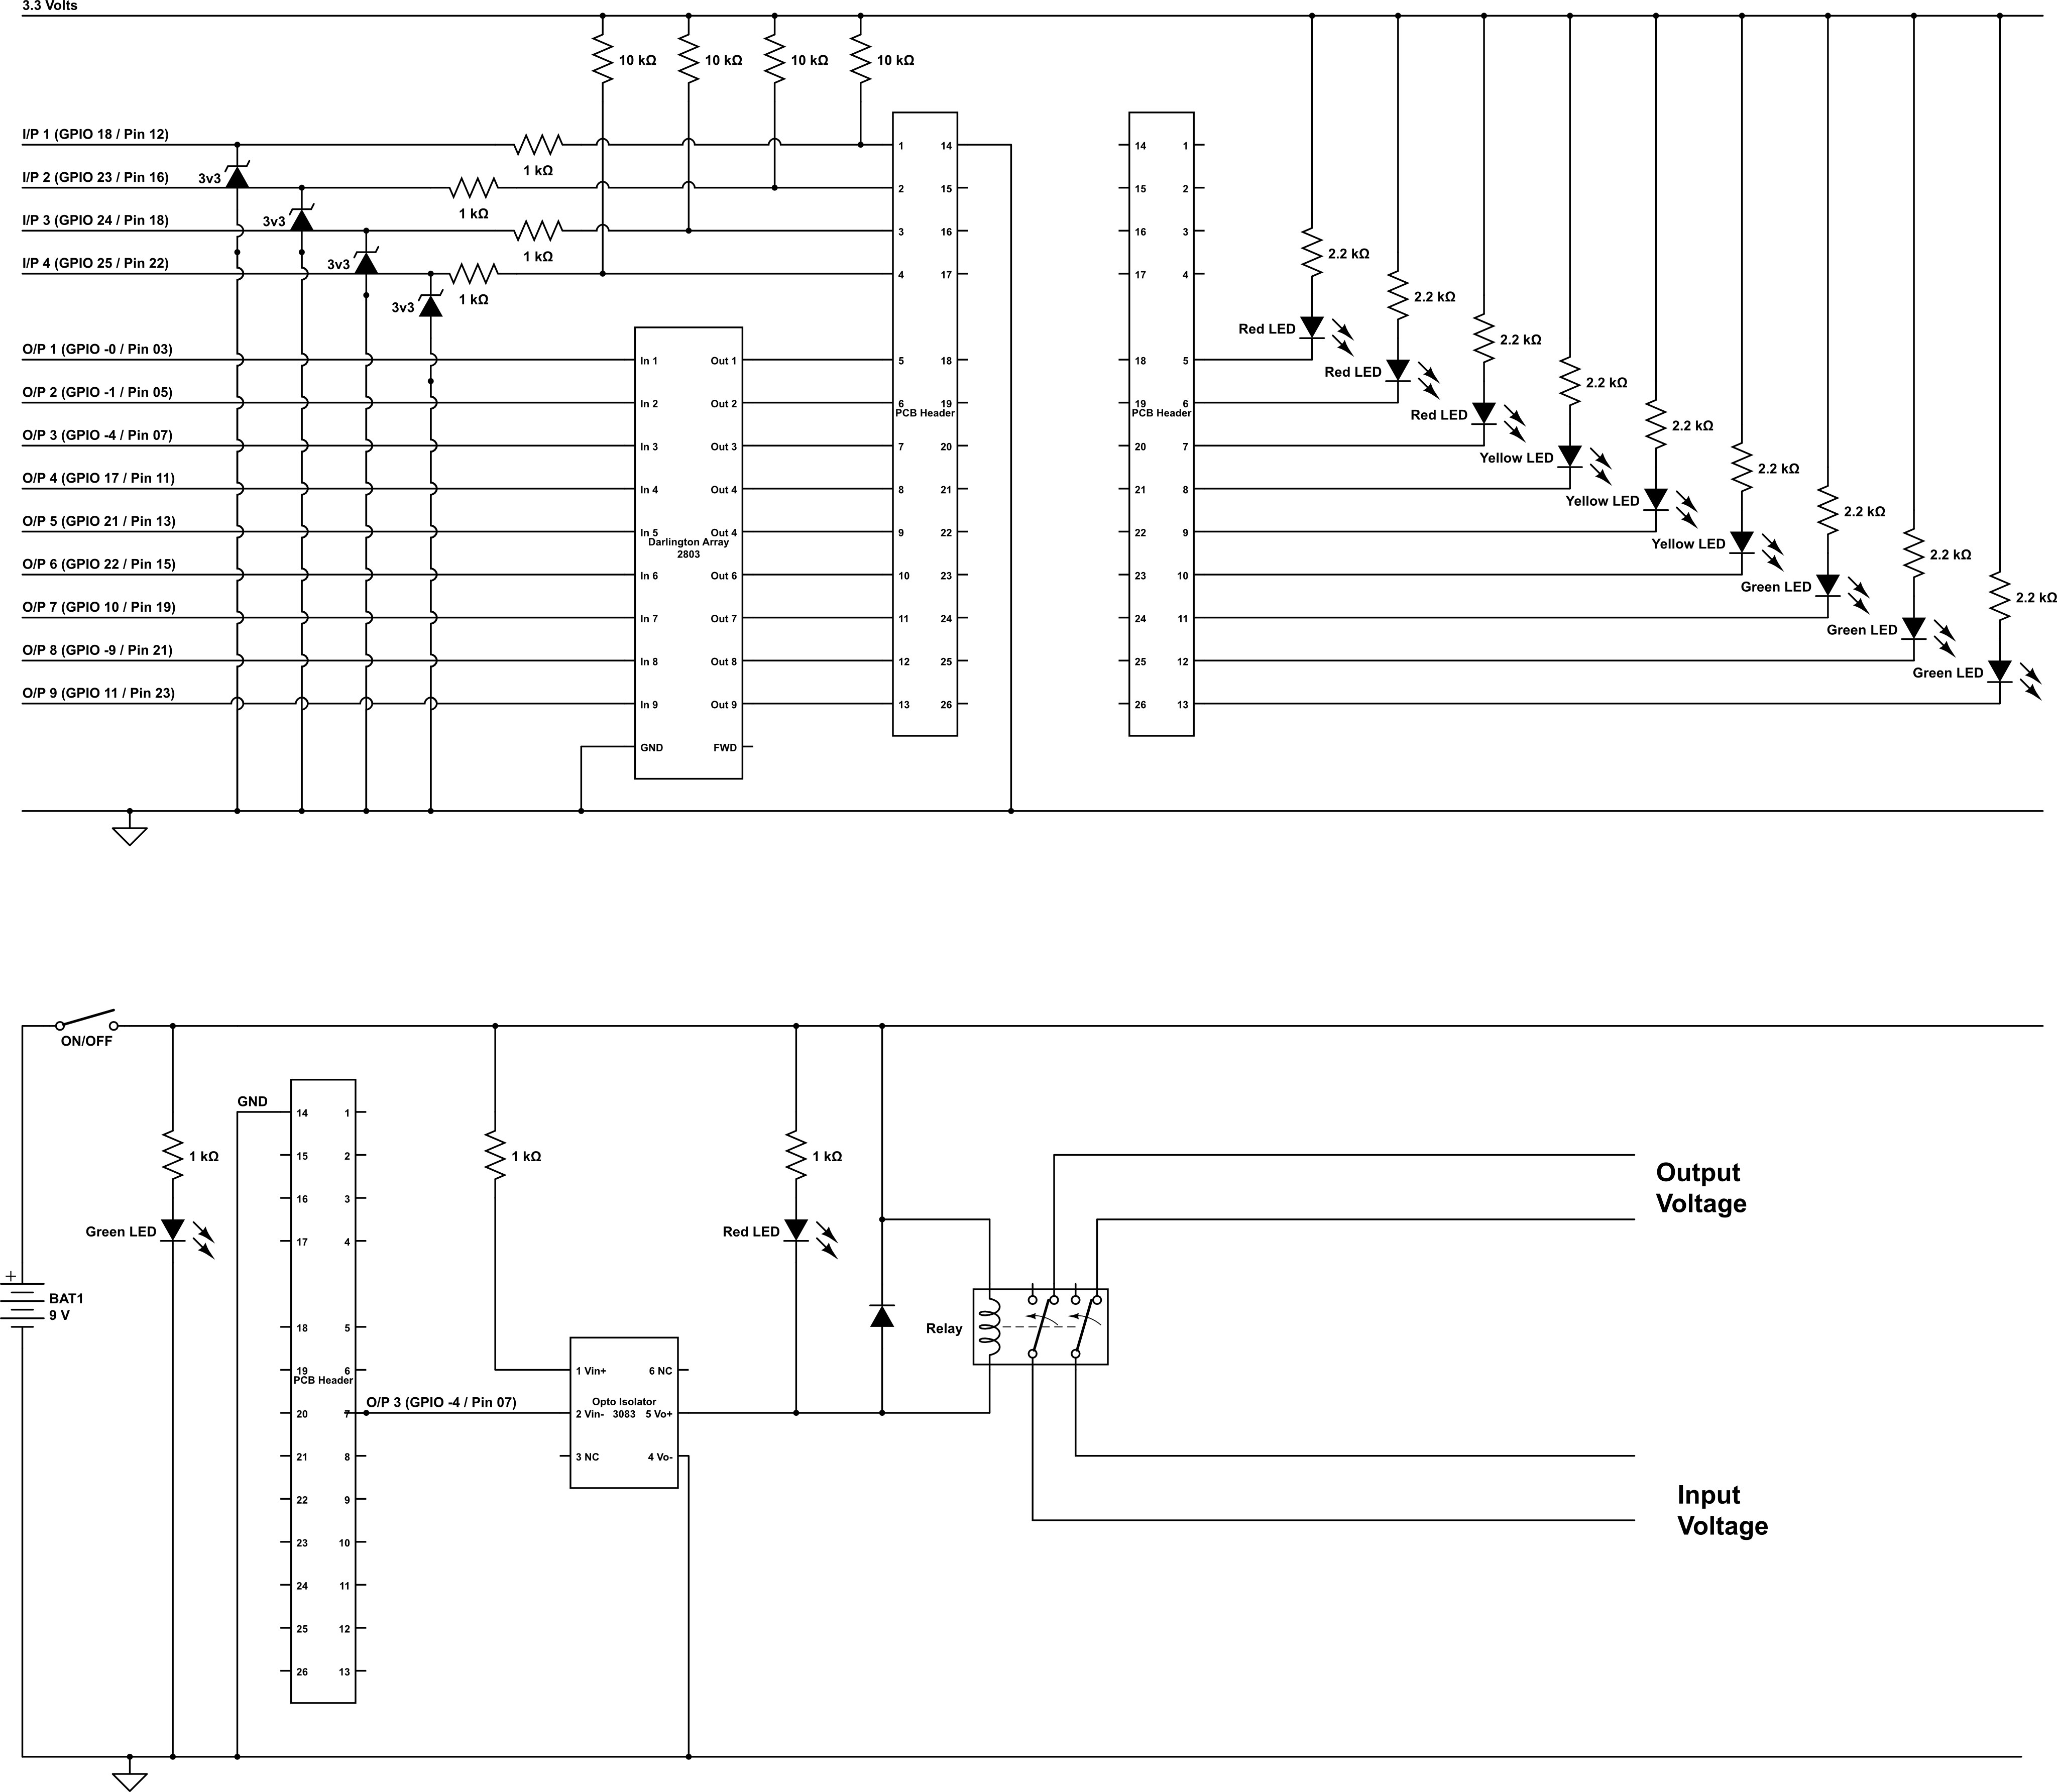 3.3 Volts
10 kΩ
10 kΩ
10 kΩ
10 kΩ
I/P 1 (GPIO 18 / Pin 12)
1 kΩ
3v3
I/P 2 (GPIO 23 / Pin 16)
1 kΩ
3v3
I/P 3 (GPIO 24 / Pin 18)
1 kΩ
3v3
I/P 4 (GPIO 25 / Pin 22)
1 kΩ
3v3
O/P 1 (GPIO -0 / Pin 03)
O/P 2 (GPIO -1 / Pin 05)
O/P 3 (GPIO -4 / Pin 07)
O/P 4 (GPIO 17 / Pin 11)
O/P 5 (GPIO 21 / Pin 13)
O/P 6 (GPIO 22 / Pin 15)
O/P 7 (GPIO 10 / Pin 19)
O/P 8 (GPIO -9 / Pin 21)
O/P 9 (GPIO 11 / Pin 23)
In 1 Out 1
In 2 Out 2
In 3 Out 3
In 4 Out 4
In 5 Out 4
Darlington Array
2803
In 6 Out 6
In 7 Out 7
In 8 Out 8
In 9 Out 9
GND FWD
1 14
2 15
3 16
4 17
5 18
6 19
PCB Header
7 20
8 21
9 22
10 23
11 24
12 25
13 26
14 1
15 2
16 3
17 4
18 5
19 6
PCB Header
20 7
21 8
22 9
23 10
24 11
25 12
26 13
2.2 kΩ
Red LED
2.2 kΩ
Red LED
2.2 kΩ
Red LED
2.2 kΩ
Yellow LED
2.2 kΩ
Yellow LED
2.2 kΩ
Yellow LED
2.2 kΩ
Green LED
2.2 kΩ
Green LED
2.2 kΩ
Green LED
ON/OFF
BAT1
9 V
+
1 kΩ
Green LED
GND
14 1
15 2
16 3
17 4
18 5
19 6
PCB Header
20 7
21 8
22 9
23 10
24 11
25 12
26 13
O/P 3 (GPIO -4 / Pin 07)
1 kΩ
1 Vin+ 6 NC
Opto Isolator
2 Vin- 3083 5 Vo+
3 NC 4 Vo-
1 kΩ
Red LED
Relay
Output
Voltage
Input
Voltage